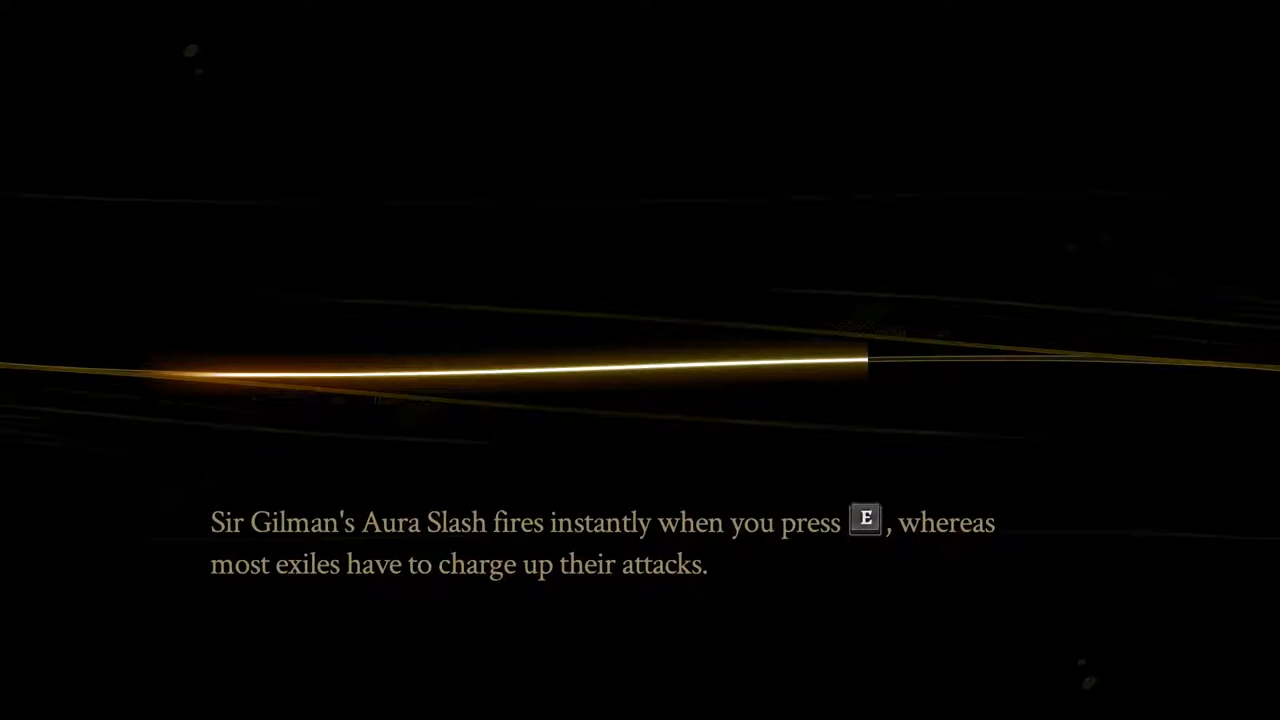 Sir Gilman's Aura Slash fires instantly when you press E, whereas
most exiles have to charge up their attacks.